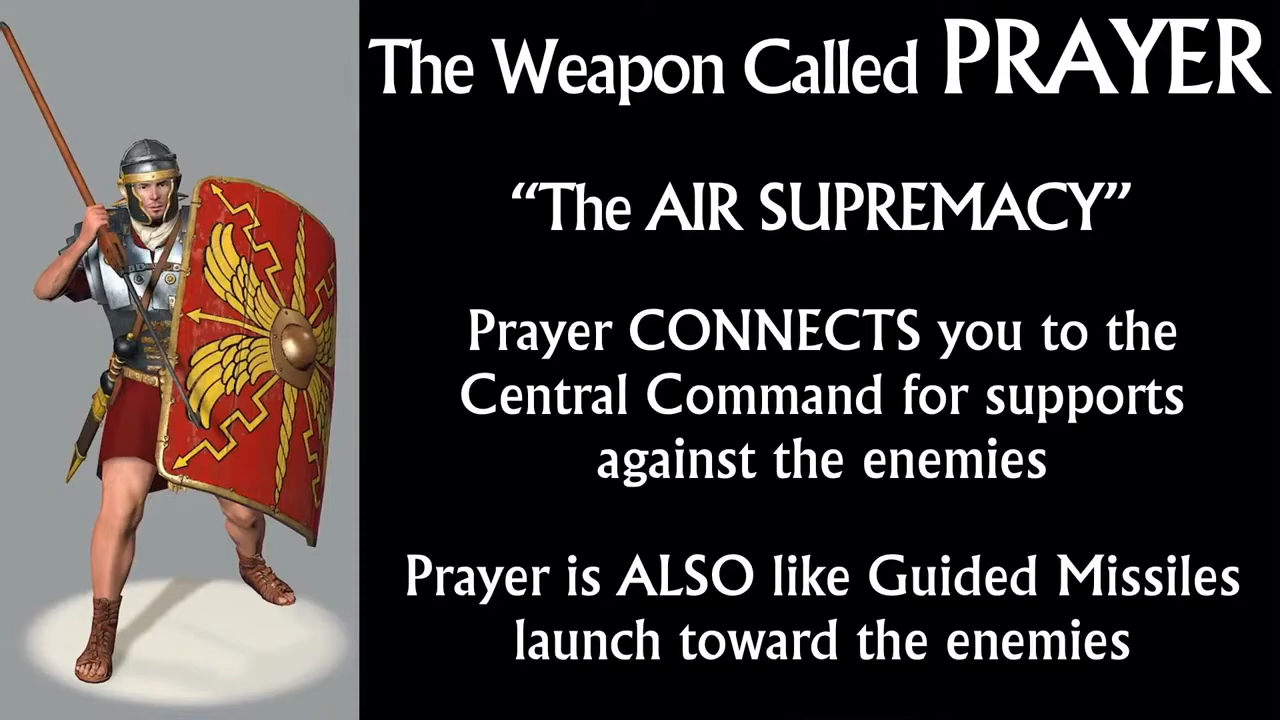 The Weapon Called PRAYER
“The AIR SUPREMACY”
Prayer CONNECTS you to the
Central Command for supports
against the enemies
Prayer is ALSO like Guided Missiles
launch toward the enemies